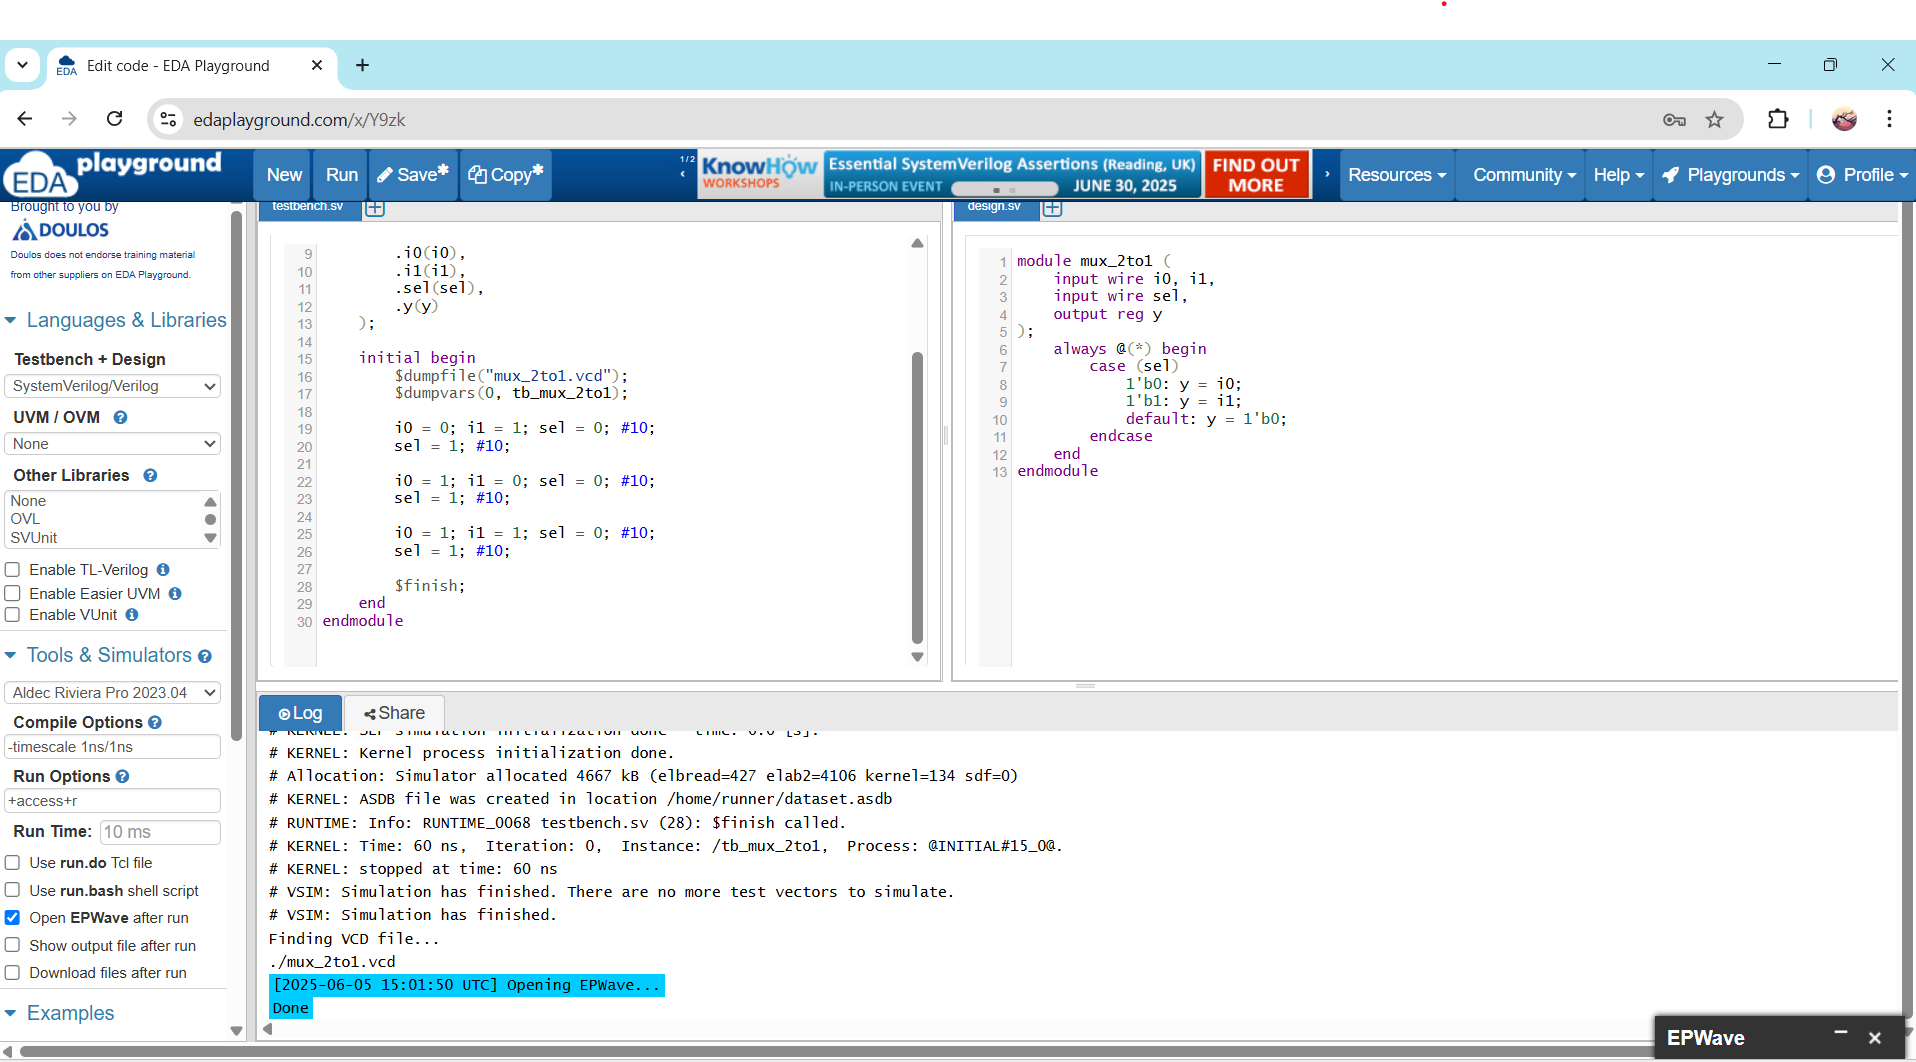 Edit code - EDA Playground
edaplayground.com/x/Y9zk
EDA playground
New
Run
Save*
Copy*
1/2
KNOWHOW WORKSHOPS
Essential SystemVerilog Assertions (Reading, UK)
IN-PERSON EVENT
JUNE 30, 2025
FIND OUT MORE
Resources
Community
Help
Playgrounds
Profile
Brought to you by
DOULOS
Doulos does not endorse training material
from other suppliers on EDA Playground.
Languages & Libraries
Testbench + Design
SystemVerilog/Verilog
UVM / OVM
None
Other Libraries
None
OVL
SVUnit
Enable TL-Verilog
Enable Easier UVM
Enable VUnit
Tools & Simulators
Aldec Riviera Pro 2023.04
Compile Options
-timescale 1ns/1ns
Run Options
+access+r
Run Time: 10 ms
Use run.do Tcl file
Use run.bash shell script
Open EPWave after run
Show output file after run
Download files after run
Examples
testbench.sv
9 .i0(i0),
10 .i1(i1),
11 .sel(sel),
12 .y(y)
13 );
14
15 initial begin
16 $dumpfile("mux_2to1.vcd");
17 $dumpvars(0, tb_mux_2to1);
18
19 i0 = 0; i1 = 1; sel = 0; #10;
20 sel = 1; #10;
21
22 i0 = 1; i1 = 0; sel = 0; #10;
23 sel = 1; #10;
24
25 i0 = 1; i1 = 1; sel = 0; #10;
26 sel = 1; #10;
27
28 $finish;
29 end
30 endmodule
design.sv
1 module mux_2to1 (
2 input wire i0, i1,
3 input wire sel,
4 output reg y
5 );
6 always @(*) begin
7 case (sel)
8 1'b0: y = i0;
9 1'b1: y = i1;
10 default: y = 1'b0;
11 endcase
12 end
13 endmodule
Log
Share
# KERNEL: SLP simulation initialization done - time: 0.0 [s].
# KERNEL: Kernel process initialization done.
# Allocation: Simulator allocated 4667 kB (elbread=427 elab2=4106 kernel=134 sdf=0)
# KERNEL: ASDB file was created in location /home/runner/dataset.asdb
# RUNTIME: Info: RUNTIME_0068 testbench.sv (28): $finish called.
# KERNEL: Time: 60 ns,  Iteration: 0,  Instance: /tb_mux_2to1,  Process: @INITIAL#15_0@.
# KERNEL: stopped at time: 60 ns
# VSIM: Simulation has finished. There are no more test vectors to simulate.
# VSIM: Simulation has finished.
Finding VCD file...
./mux_2to1.vcd
[2025-06-05 15:01:50 UTC] Opening EPWave...
Done
EPWave